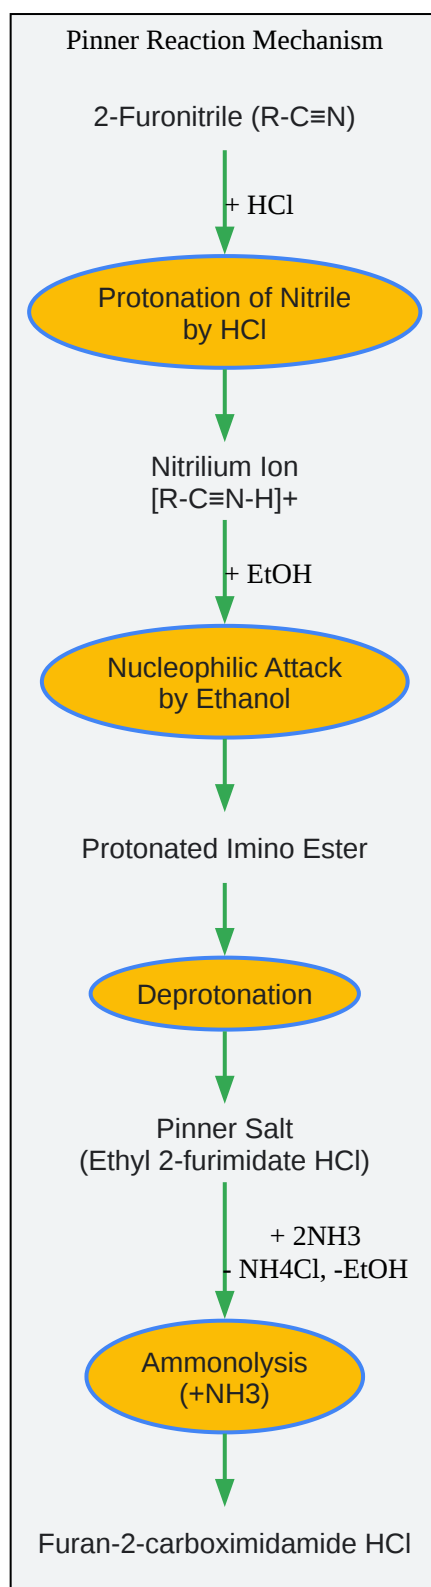 Pinner Reaction Mechanism
2-Furonitrile (R-C≡N)
+ HCl
Protonation of Nitrile
by HCl
Nitrilium Ion
[R-C≡N-H]+
+ EtOH
Nucleophilic Attack
by Ethanol
Protonated Imino Ester
Deprotonation
Pinner Salt
(Ethyl 2-furimidate HCl)
+ 2NH3
- NH4Cl, -EtOH
Ammonolysis
(+NH3)
Furan-2-carboximidamide HCl